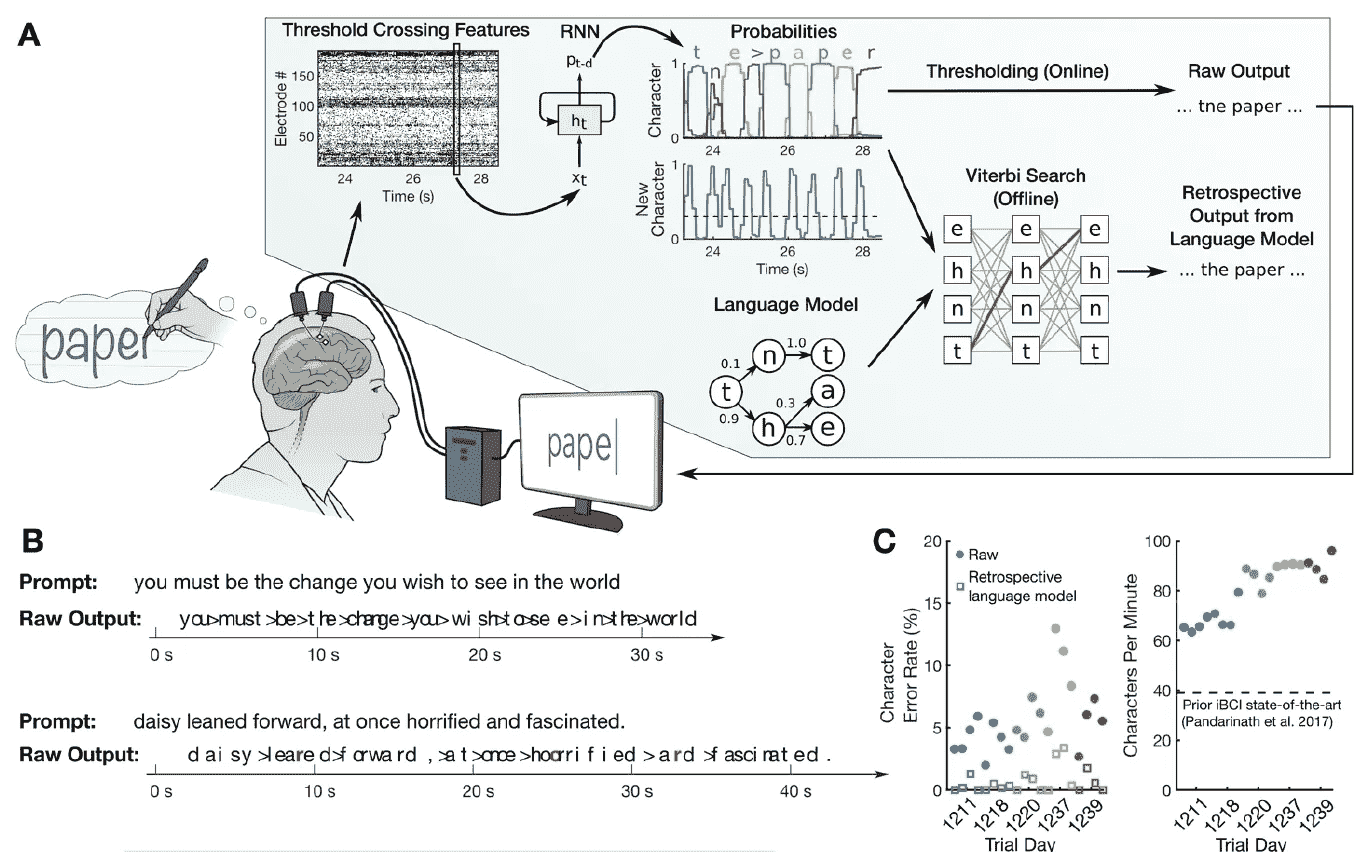 A
Threshold Crossing Features
Electrode #
150
100
50
24 26 28
Time (s)
RNN
pt-d
ht
xt
Probabilities
t e > p a p e r
Character
1
0
24 26 28
New Character
1
0
24 26 28
Time (s)
Thresholding (Online)
Raw Output
... tne paper ...
Viterbi Search
(Offline)
e e e
h h h
n n n
t t t
Retrospective
Output from
Language Model
... the paper ...
Language Model
t 0.1 n 1.0 t
0.9 h 0.3 a
0.7 e
paper
pape|
B
Prompt: you must be the change you wish to see in the world
Raw Output: you>must>be>the>change>you>wish>to>see>in>the>world
0 s 10 s 20 s 30 s
Prompt: daisy leaned forward, at once horrified and fascinated.
Raw Output: daisy>leared>forward,>at>once>horrified>ard>fascinated.
0 s 10 s 20 s 30 s 40 s
C
Character
Error Rate (%)
20
15
10
5
0
Raw
Retrospective
language model
1211 1218 1220 1237 1239
Trial Day
Characters Per Minute
100
80
60
40
20
0
Prior iBCI state-of-the-art
(Pandarinath et al. 2017)
1211 1218 1220 1237 1239
Trial Day